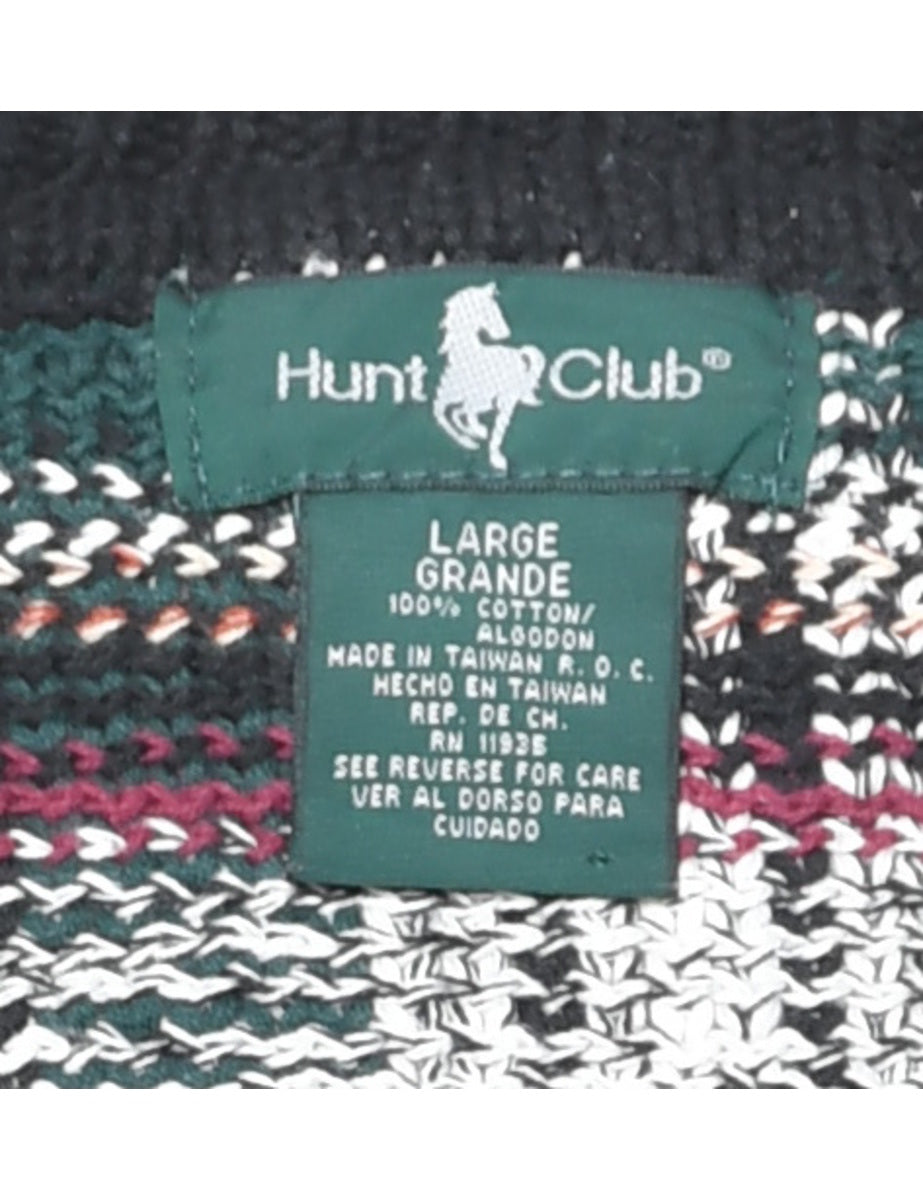 Hunt Club®
LARGE
GRANDE
100% COTTON/
ALGODON
MADE IN TAIWAN R. O. C.
HECHO EN TAIWAN
REP. DE CH.
RN 11935
SEE REVERSE FOR CARE
VER AL DORSO PARA
CUIDADO